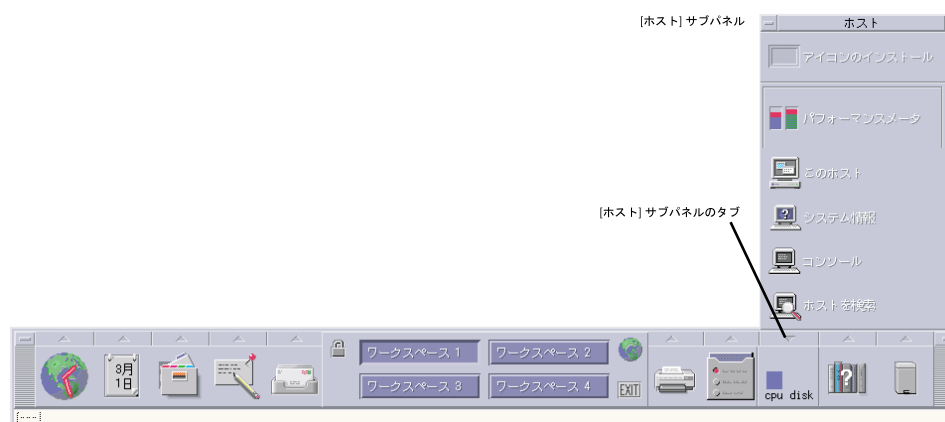 [ホスト] サブパネル
ホスト
アイコンのインストール
パフォーマンスメータ
このホスト
システム情報
コンソール
ホストを検索
[ホスト] サブパネルのタブ
3月
1日
ワークスペース 1
ワークスペース 2
ワークスペース 3
ワークスペース 4
EXIT
cpu disk